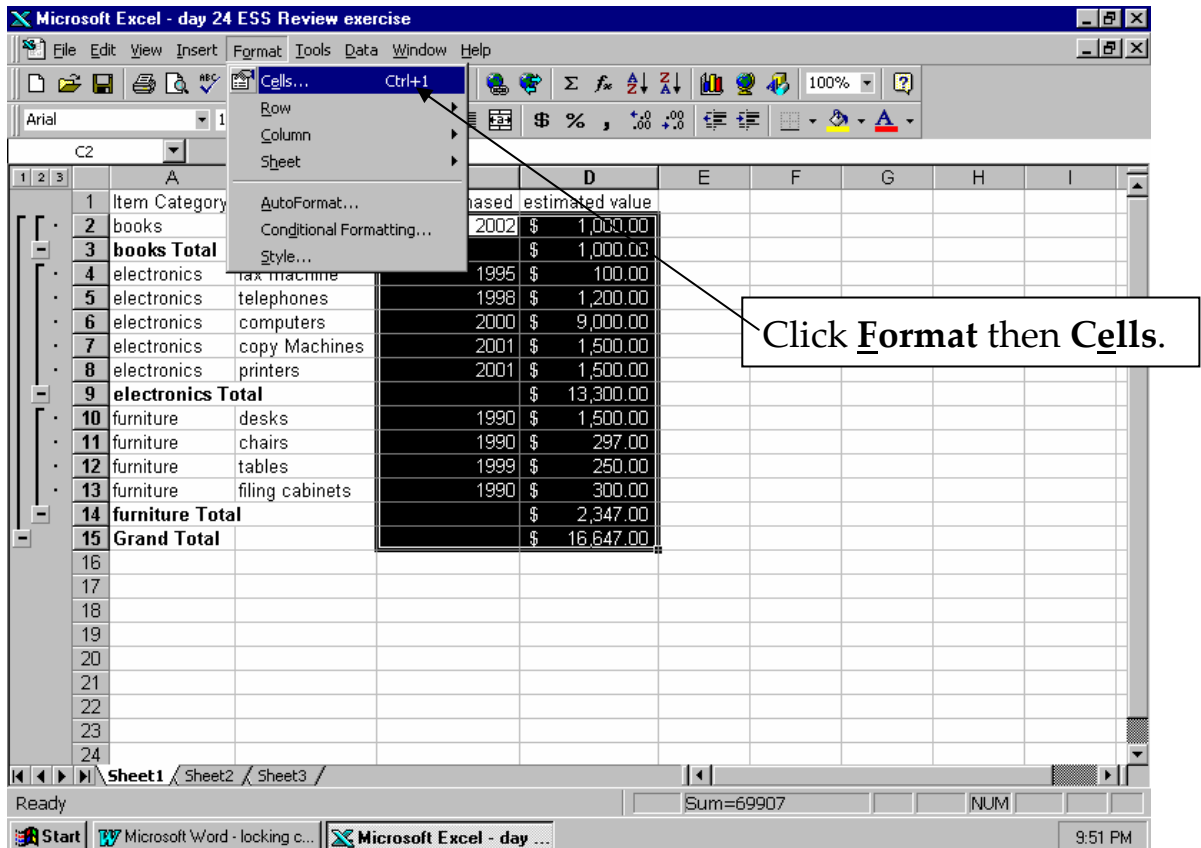 Microsoft Excel - day 24 ESS Review exercise
File Edit View Insert Format Tools Data Window Help
Cells... Ctrl+1
Row
Column
Sheet
AutoFormat...
Conditional Formatting...
Style...
ABC Σ fx 100%
Arial 1 $ % ,
C2
1 2 3 A D E F G H I
1 Item Category hased estimated value
2 books 2002 $ 1,000.00
3 books Total $ 1,000.00
4 electronics fax machine 1995 $ 100.00
5 electronics telephones 1998 $ 1,200.00
6 electronics computers 2000 $ 9,000.00
7 electronics copy Machines 2001 $ 1,500.00
8 electronics printers 2001 $ 1,500.00
9 electronics Total $ 13,300.00
10 furniture desks 1990 $ 1,500.00
11 furniture chairs 1990 $ 297.00
12 furniture tables 1999 $ 250.00
13 furniture filing cabinets 1990 $ 300.00
14 furniture Total $ 2,347.00
15 Grand Total $ 16,647.00
16
17
18
19
20
21
22
23
24
Click Format then Cells.
Sheet1 Sheet2 Sheet3
Ready Sum=69907 NUM
Start Microsoft Word - locking c... Microsoft Excel - day ... 9:51 PM